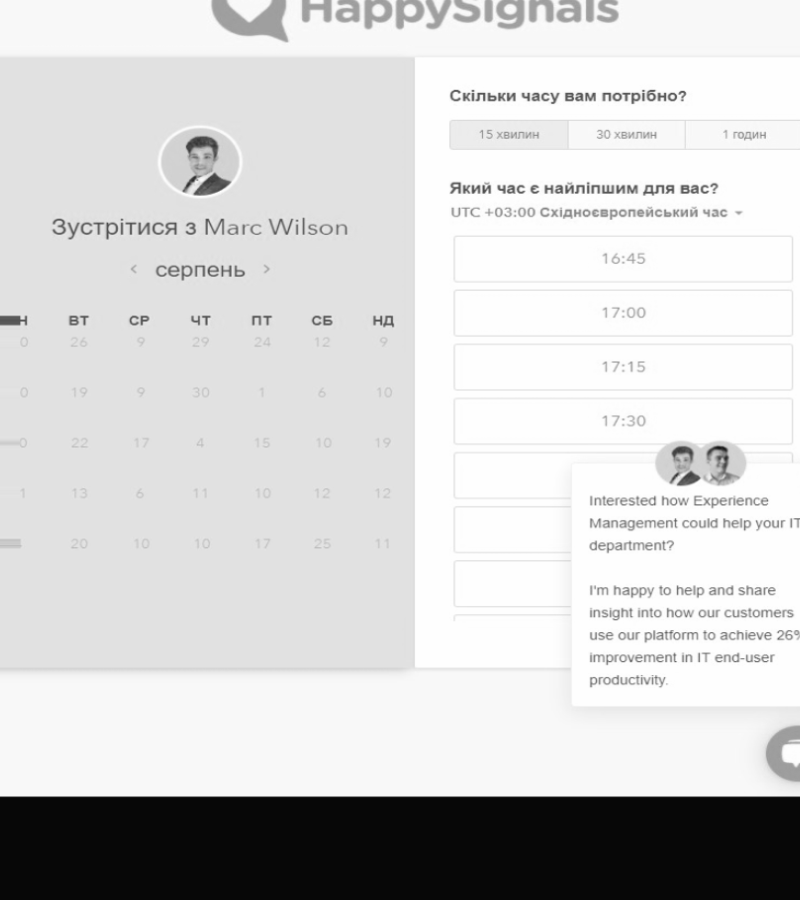 HappySignals
Зустрітися з Marc Wilson
серпень
ВТ СР ЧТ ПТ СБ НД
0 26 9 29 24 12 9
0 19 9 30 1 6 10
0 22 17 4 15 10 19
1 13 6 11 10 12 12
20 10 10 17 25 11
Скільки часу вам потрібно?
15 хвилин 30 хвилин 1 годин
Який час є найліпшим для вас?
UTC +03:00 Східноєвропейський час
16:45
17:00
17:15
17:30
Interested how Experience
Management could help your IT
department?
I'm happy to help and share
insight into how our customers
use our platform to achieve 26%
improvement in IT end-user
productivity.